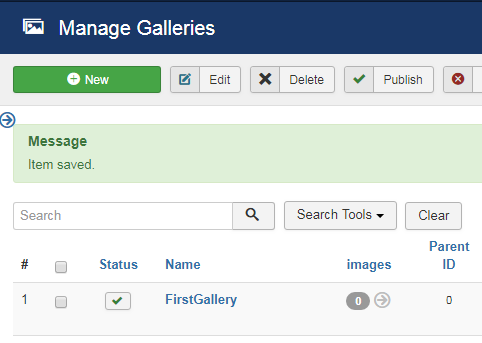 Manage Galleries
New Edit Delete Publish
Message
Item saved.
Search Search Tools Clear
# Status Name images Parent ID
1 FirstGallery 0 0